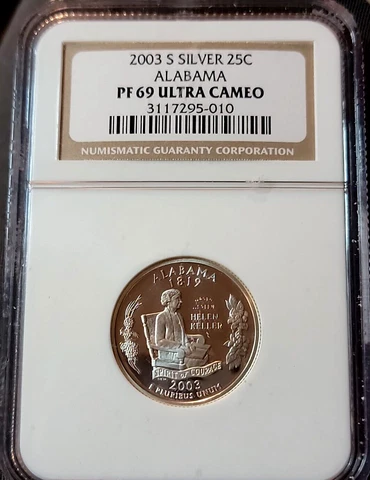 2003 S SILVER 25C
ALABAMA
PF 69 ULTRA CAMEO
3117295-010
NUMISMATIC GUARANTY CORPORATION
ALABAMA
1819
HELEN
KELLER
SPIRIT of COURAGE
2003
E PLURIBUS UNUM